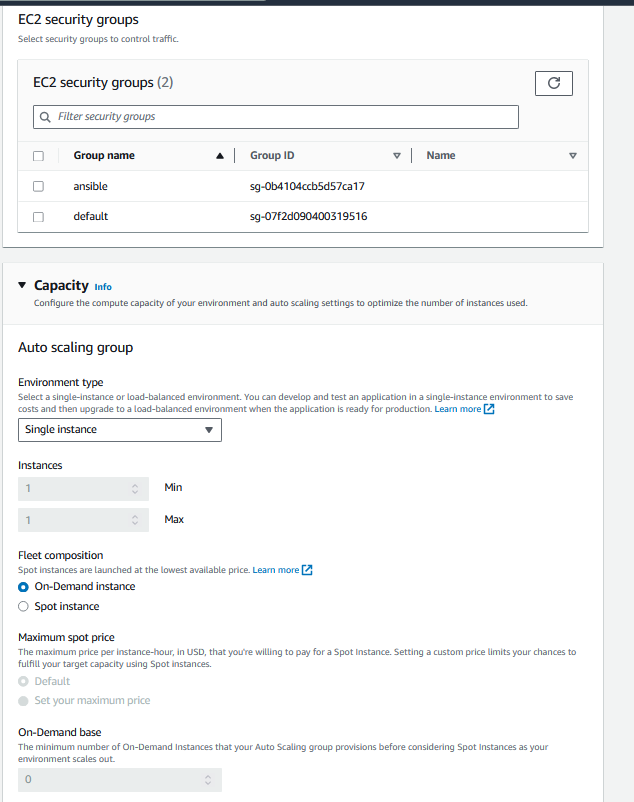 EC2 security groups
Select security groups to control traffic.
EC2 security groups (2)
Filter security groups
Group name Group ID Name
ansible sg-0b4104ccb5d57ca17
default sg-07f2d090400319516
Capacity Info
Configure the compute capacity of your environment and auto scaling settings to optimize the number of instances used.
Auto scaling group
Environment type
Select a single-instance or load-balanced environment. You can develop and test an application in a single-instance environment to save
costs and then upgrade to a load-balanced environment when the application is ready for production. Learn more
Single instance
Instances
1 Min
1 Max
Fleet composition
Spot instances are launched at the lowest available price. Learn more
On-Demand instance
Spot instance
Maximum spot price
The maximum price per instance-hour, in USD, that you're willing to pay for a Spot Instance. Setting a custom price limits your chances to
fulfill your target capacity using Spot instances.
Default
Set your maximum price
On-Demand base
The minimum number of On-Demand Instances that your Auto Scaling group provisions before considering Spot Instances as your
environment scales out.
0